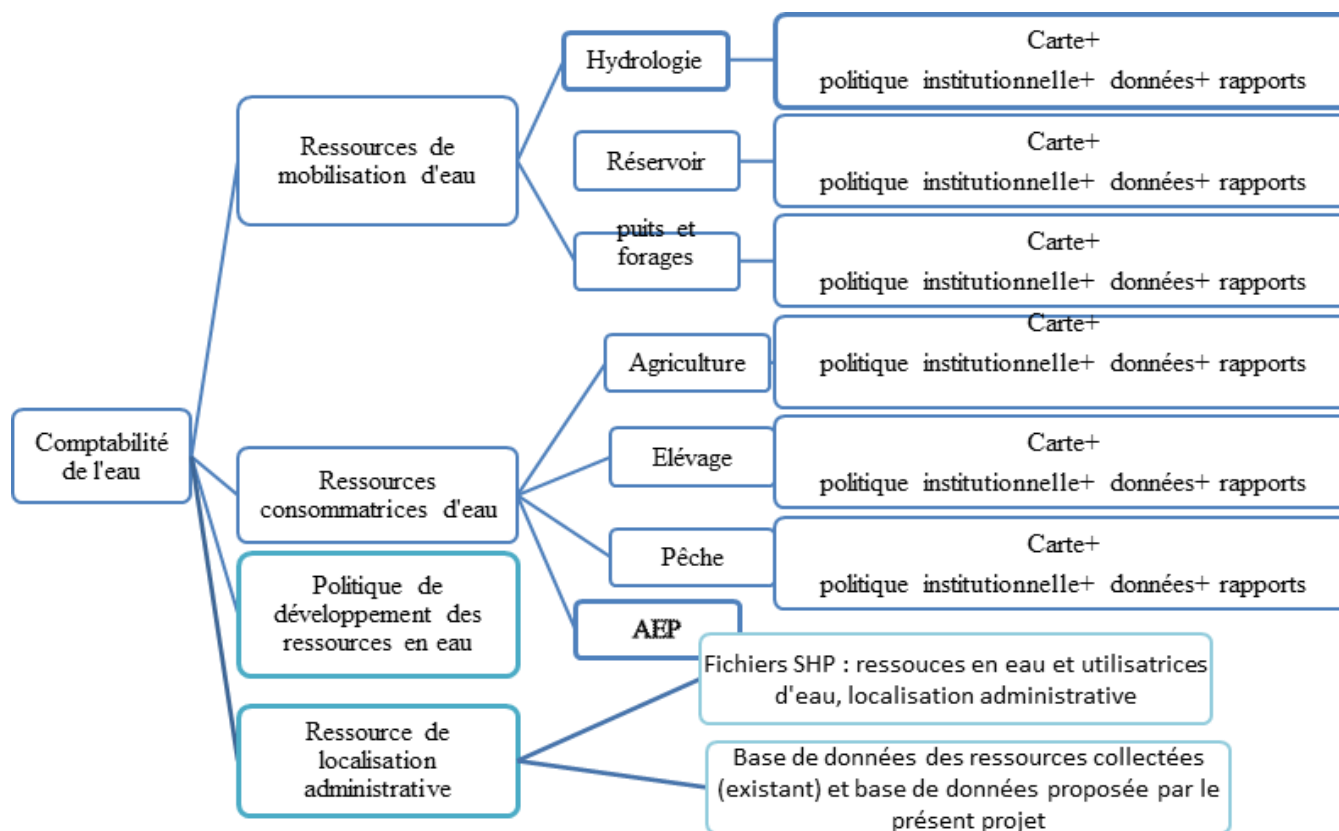 Comptabilité
de l'eau
Ressources de
mobilisation d'eau
Hydrologie
Carte+
politique institutionnelle+ données+ rapports
Réservoir
Carte+
politique institutionnelle+ données+ rapports
puits et
forages
Carte+
politique institutionnelle+ données+ rapports
Ressources
consommatrices d'eau
Agriculture
Carte+
politique institutionnelle+ données+ rapports
Elévage
Carte+
politique institutionnelle+ données+ rapports
Pêche
Carte+
politique institutionnelle+ données+ rapports
AEP
Politique de
développement des
ressources en eau
Ressource de
localisation
administrative
Fichiers SHP : ressouces en eau et utilisatrices
d'eau, localisation administrative
Base de données des ressources collectées
(existant) et base de données proposée par le
présent projet